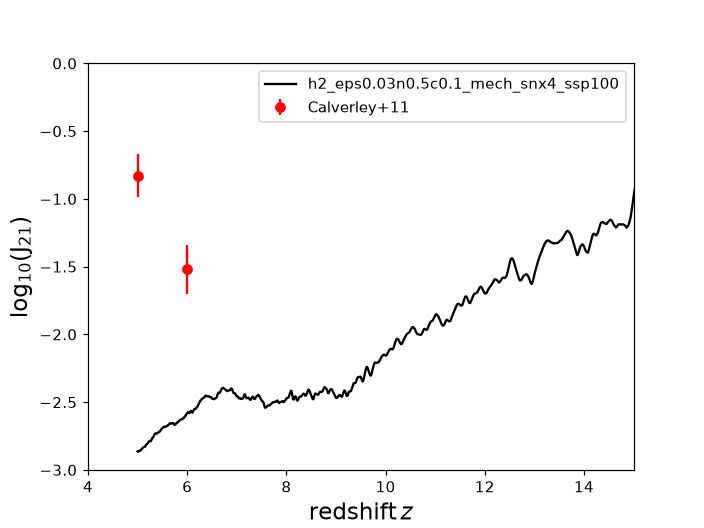 0.0
−0.5
−1.0
−1.5
−2.0
−2.5
−3.0
log₁₀(J₂₁)
h2_eps0.03n0.5c0.1_mech_snx4_ssp100
Calverley+11
4 6 8 10 12 14
redshift z